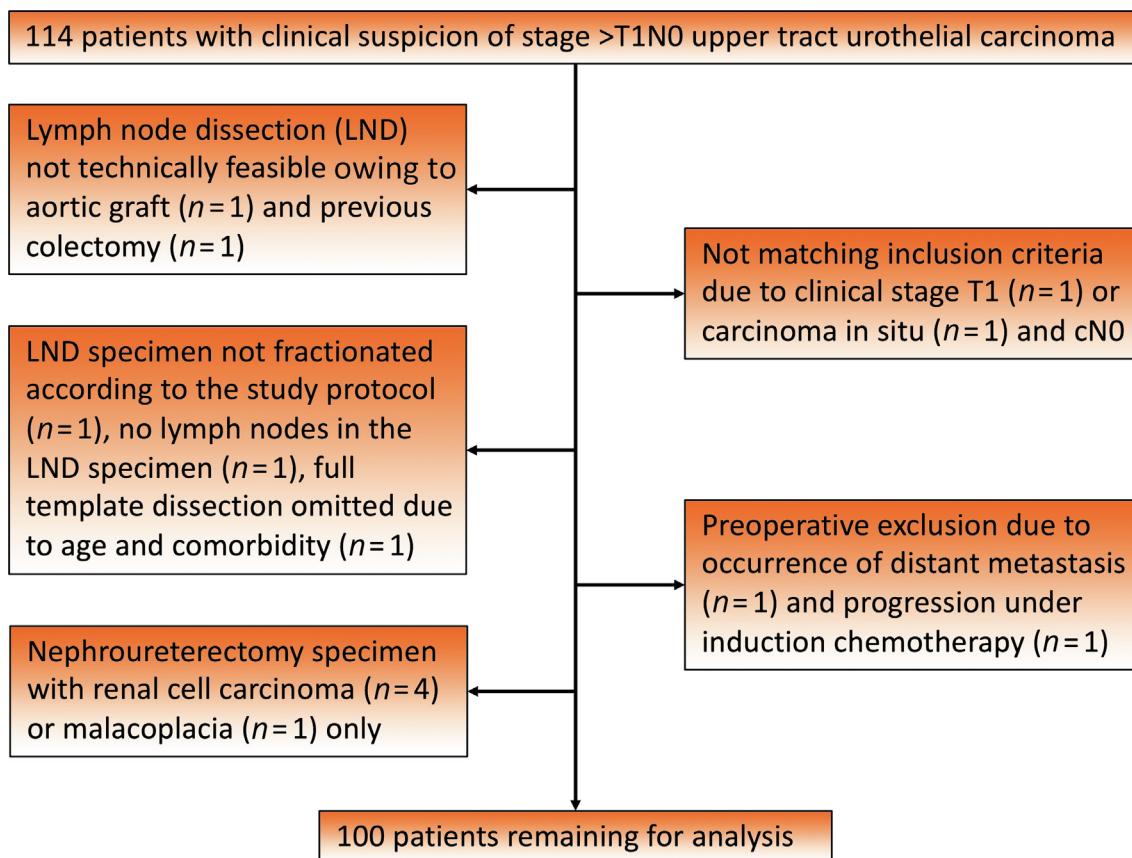 114 patients with clinical suspicion of stage >T1N0 upper tract urothelial carcinoma
Lymph node dissection (LND)
not technically feasible owing to
aortic graft (n=1) and previous
colectomy (n=1)
Not matching inclusion criteria
due to clinical stage T1 (n=1) or
carcinoma in situ (n=1) and cN0
LND specimen not fractionated
according to the study protocol
(n=1), no lymph nodes in the
LND specimen (n=1), full
template dissection omitted due
to age and comorbidity (n=1)
Preoperative exclusion due to
occurrence of distant metastasis
(n=1) and progression under
induction chemotherapy (n=1)
Nephroureterectomy specimen
with renal cell carcinoma (n=4)
or malacoplacia (n=1) only
100 patients remaining for analysis